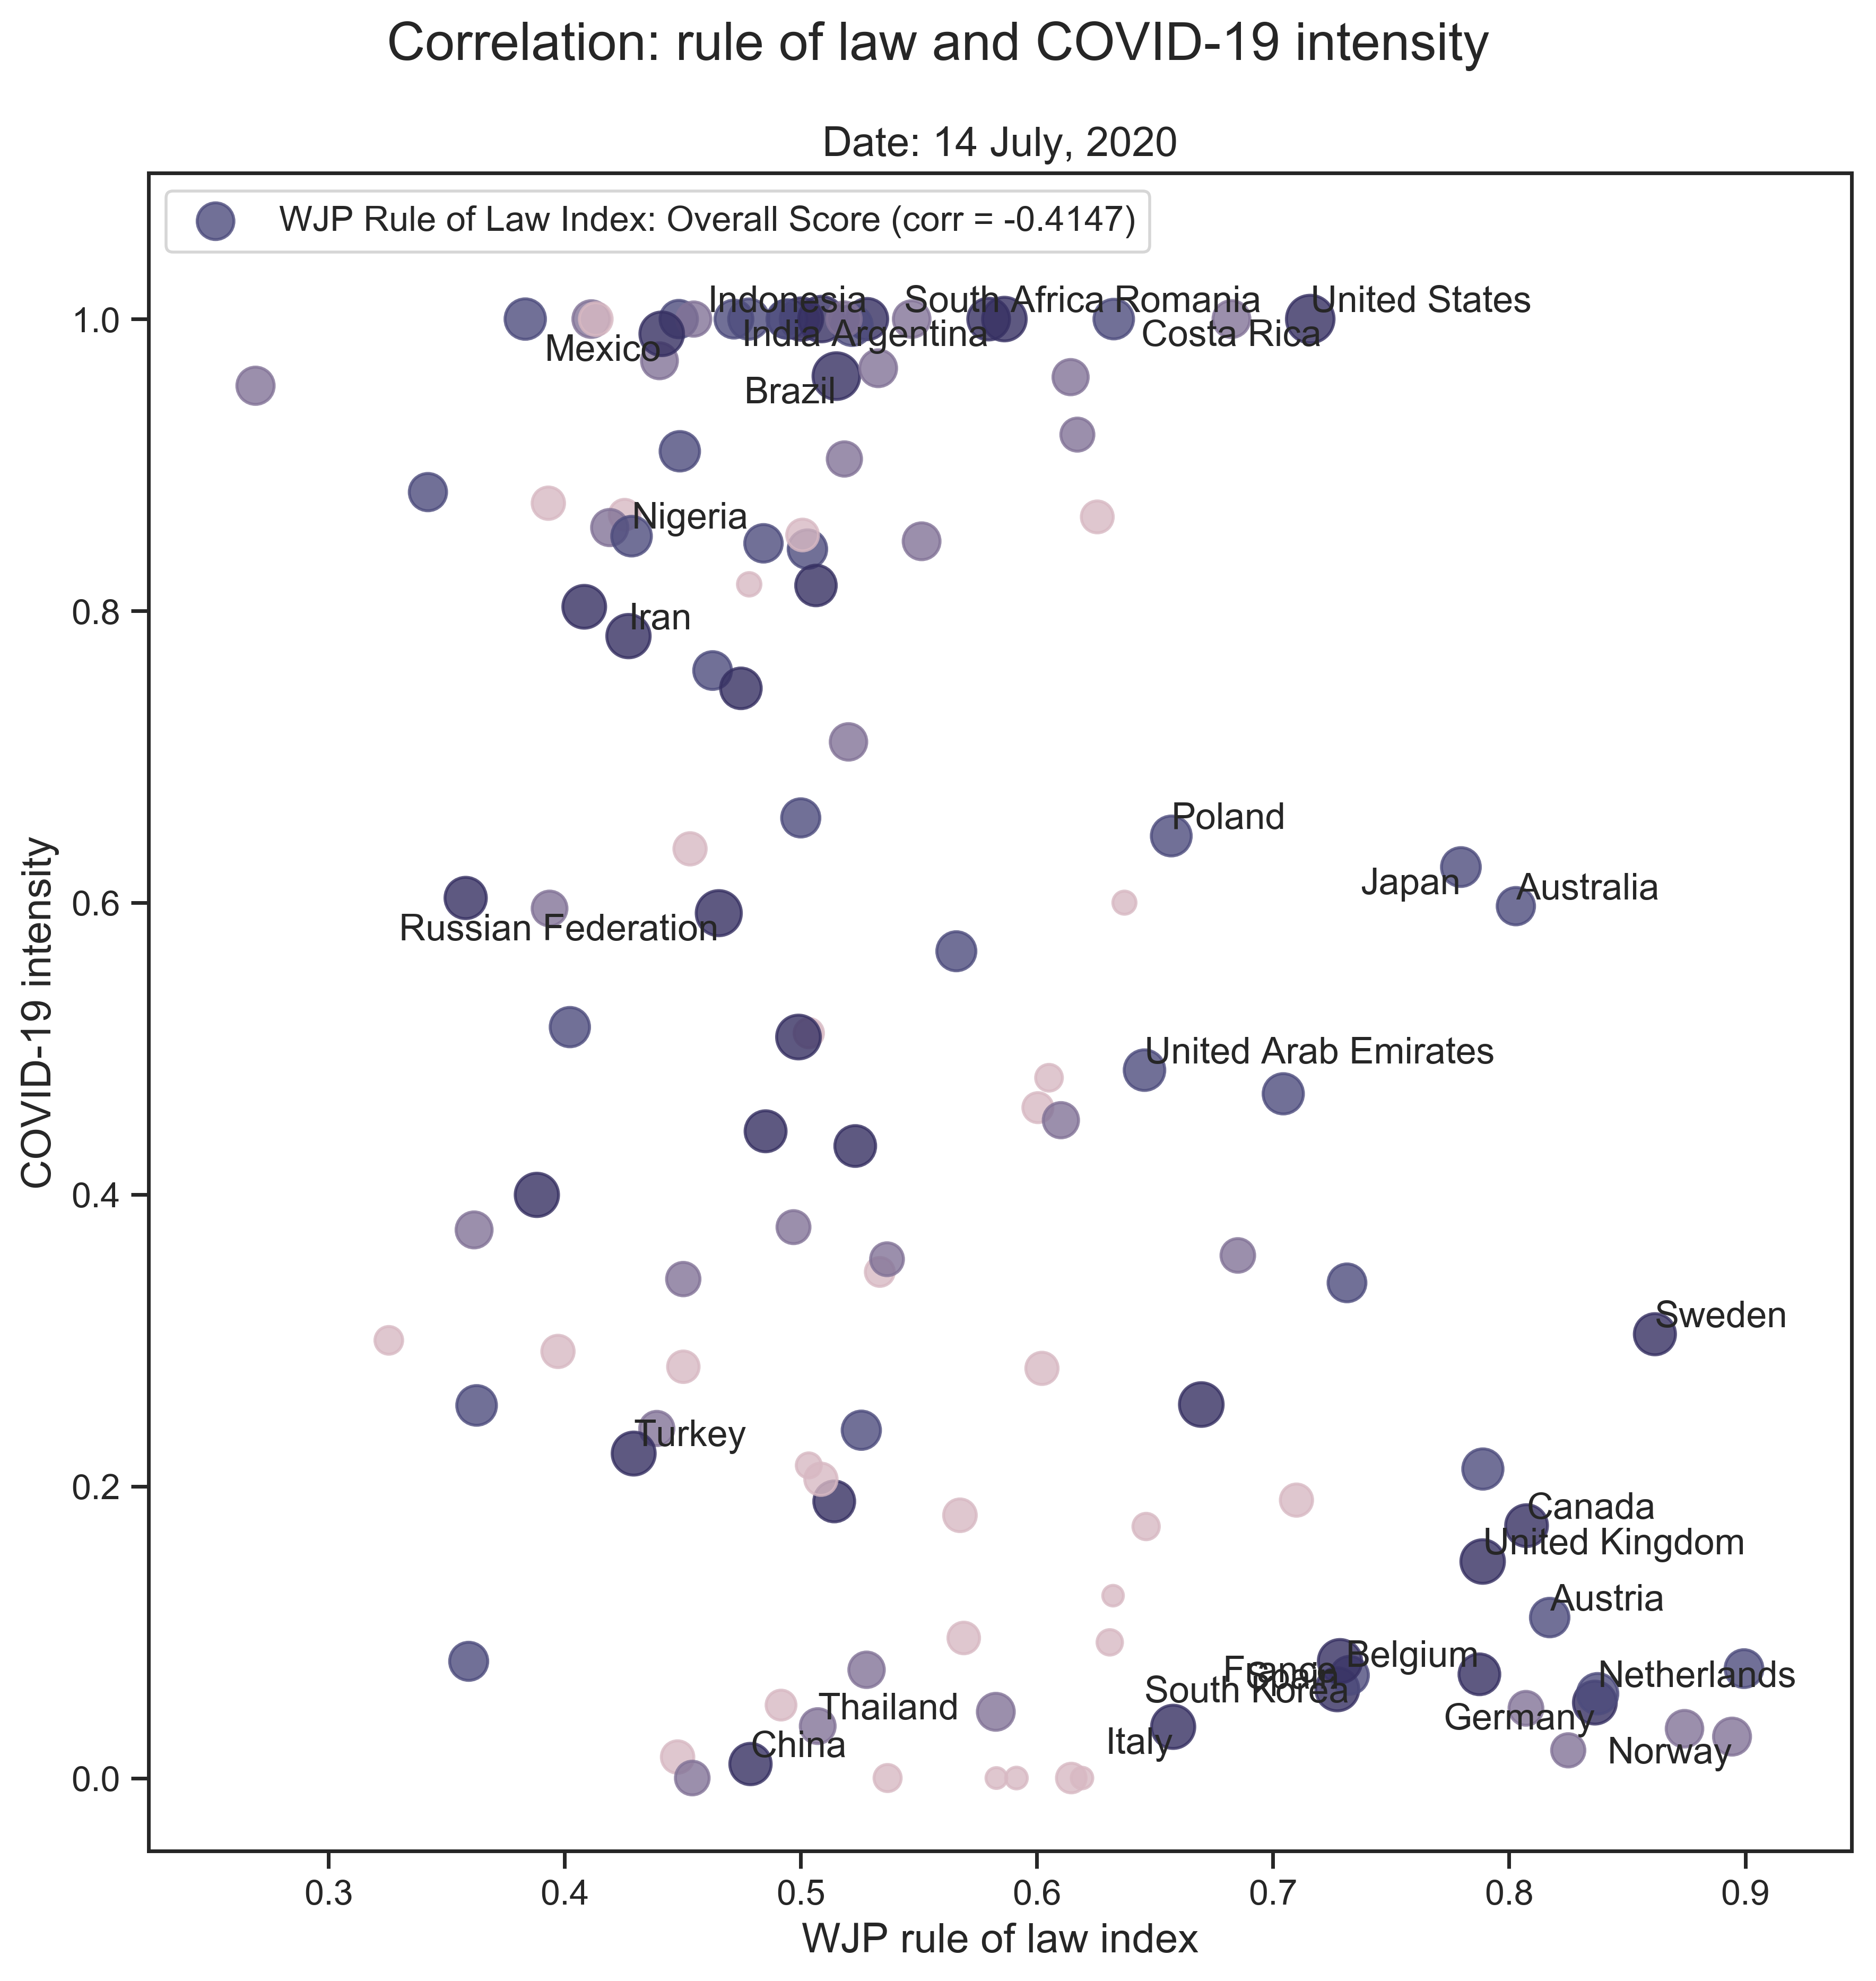 Correlation: rule of law and COVID-19 intensity
Date: 14 July, 2020
WJP Rule of Law Index: Overall Score (corr = -0.4147)
Indonesia
South Africa
Romania
United States
India
Argentina
Costa Rica
Mexico
Brazil
Nigeria
Iran
Poland
Japan
Australia
Russian Federation
United Arab Emirates
Sweden
Turkey
Canada
United Kingdom
Austria
Belgium
France
Spain
Netherlands
South Korea
Thailand
Germany
China
Italy
Norway
1.0
0.8
0.6
0.4
0.2
0.0
COVID-19 intensity
0.3
0.4
0.5
0.6
0.7
0.8
0.9
WJP rule of law index